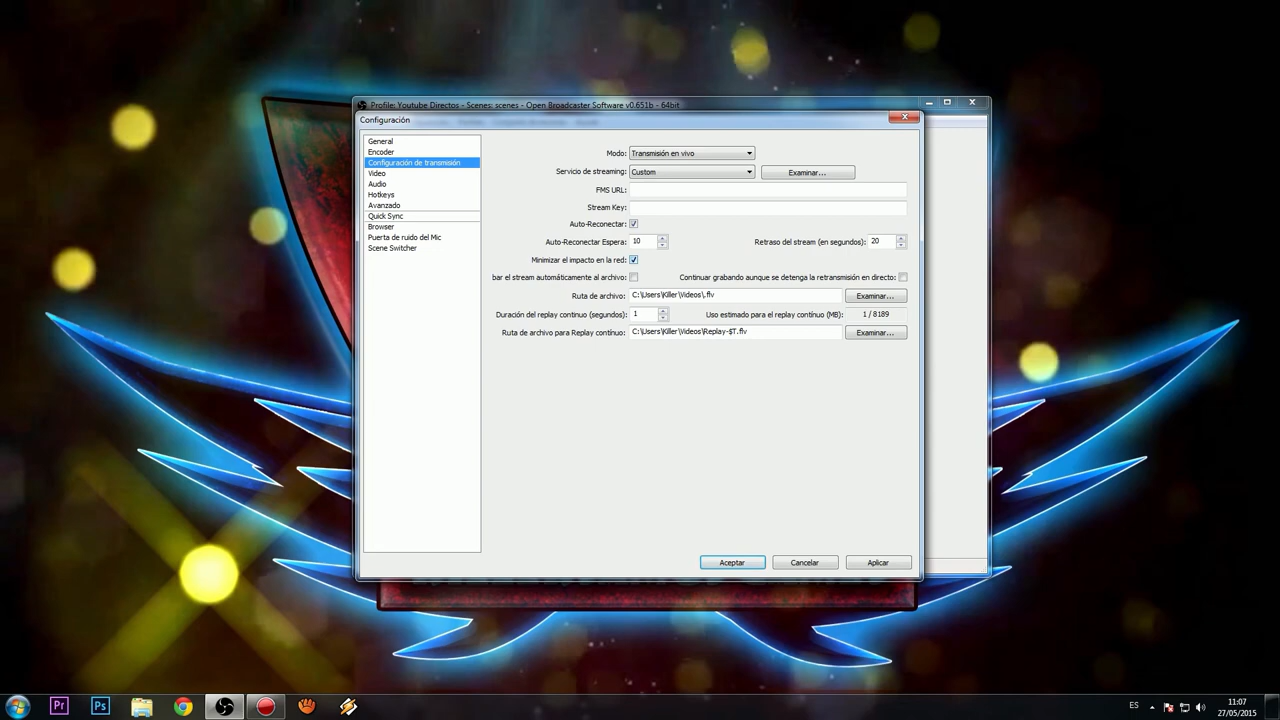 Profile: Youtube Directos - Scenes: scenes - Open Broadcaster Software v0.651b - 64bit
Configuración
General
Encoder
Configuración de transmisión
Video
Audio
Hotkeys
Avanzado
Quick Sync
Browser
Puerta de ruido del Mic
Scene Switcher
Modo: Transmisión en vivo
Servicio de streaming: Custom Examinar...
FMS URL:
Stream Key:
Auto-Reconectar:
Auto-Reconectar Espera: 10 Retraso del stream (en segundos): 20
Minimizar el impacto en la red:
bar el stream automáticamente al archivo: Continuar grabando aunque se detenga la retransmisión en directo:
Ruta de archivo: C:\Users\Killer\Videos\.flv Examinar...
Duración del replay continuo (segundos): 1 Uso estimado para el replay contínuo (MB): 1 / 8189
Ruta de archivo para Replay contínuo: C:\Users\Killer\Videos\Replay-$T.flv Examinar...
Aceptar Cancelar Aplicar
Pr Ps ES 11:07
27/05/2015